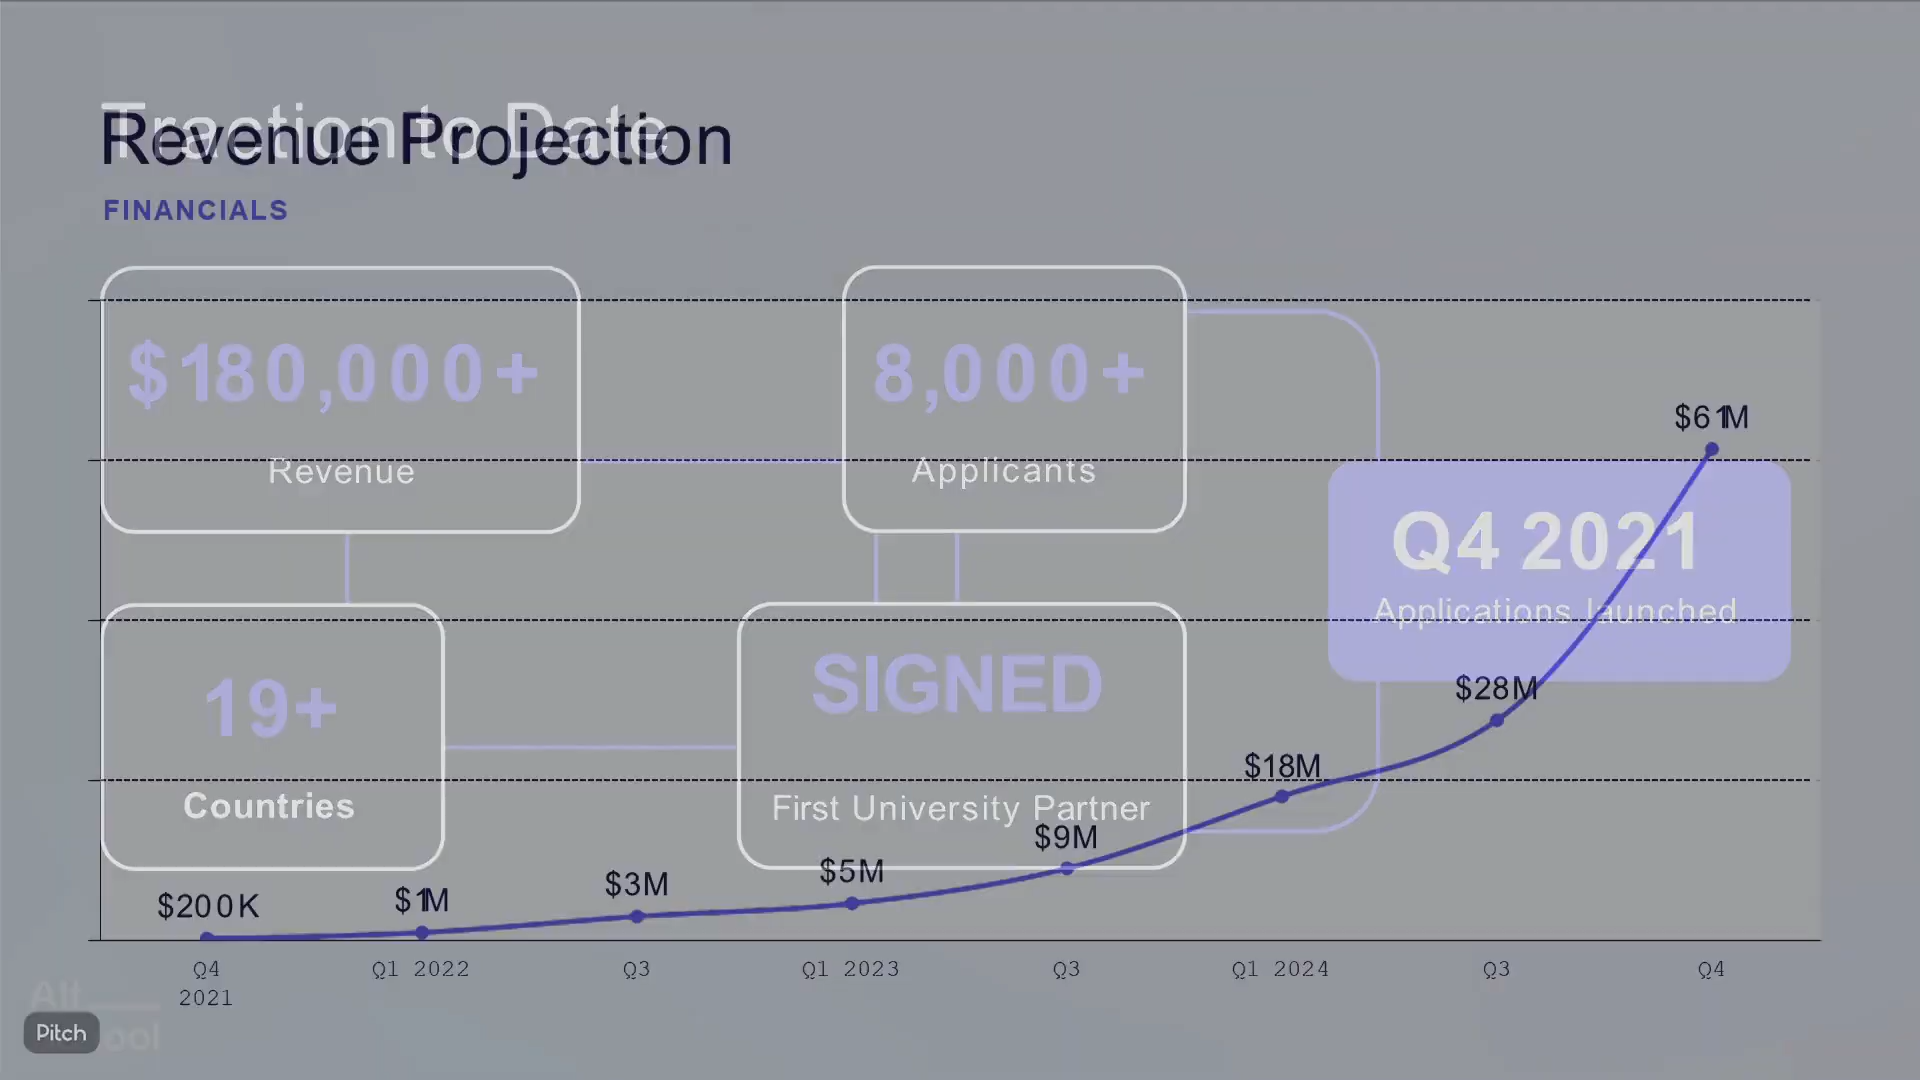 Traction to Date
Revenue Projection
FINANCIALS
$180,000+
Revenue
8,000+
Applicants
Q4 2021
Applications launched
19+
Countries
SIGNED
First University Partner
$200K
$1M
$3M
$5M
$9M
$18M
$28M
$61M
Q4
2021
Q1 2022
Q3
Q1 2023
Q3
Q1 2024
Q3
Q4
Alt
Pitch